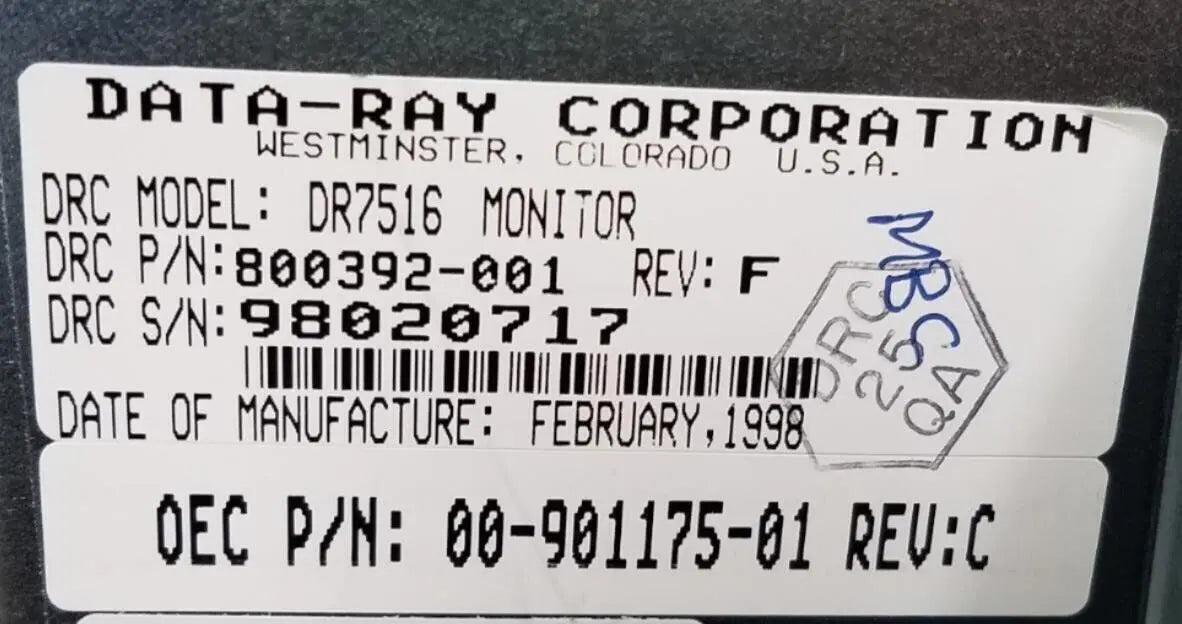 DATA-RAY CORPORATION
WESTMINSTER, COLORADO U.S.A.
DRC MODEL: DR7516 MONITOR
DRC P/N: 800392-001 REV: F
DRC S/N: 98020717
DATE OF MANUFACTURE: FEBRUARY, 1998
MBC
DRC
25
QA
OEC P/N: 00-901175-01 REV:C